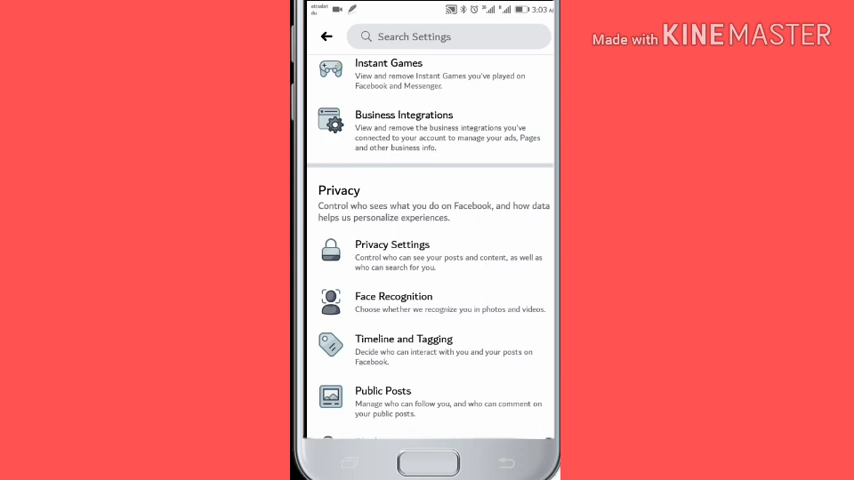 etisalat
du
3:03
Search Settings
Made with KINEMASTER
Instant Games
View and remove Instant Games you've played on
Facebook and Messenger.
Business Integrations
View and remove the business integrations you've
connected to your account to manage your ads, Pages
and other business info.
Privacy
Control who sees what you do on Facebook, and how data
helps us personalize experiences.
Privacy Settings
Control who can see your posts and content, as well as
who can search for you.
Face Recognition
Choose whether we recognize you in photos and videos.
Timeline and Tagging
Decide who can interact with you and your posts on
Facebook.
Public Posts
Manage who can follow you, and who can comment on
your public posts.